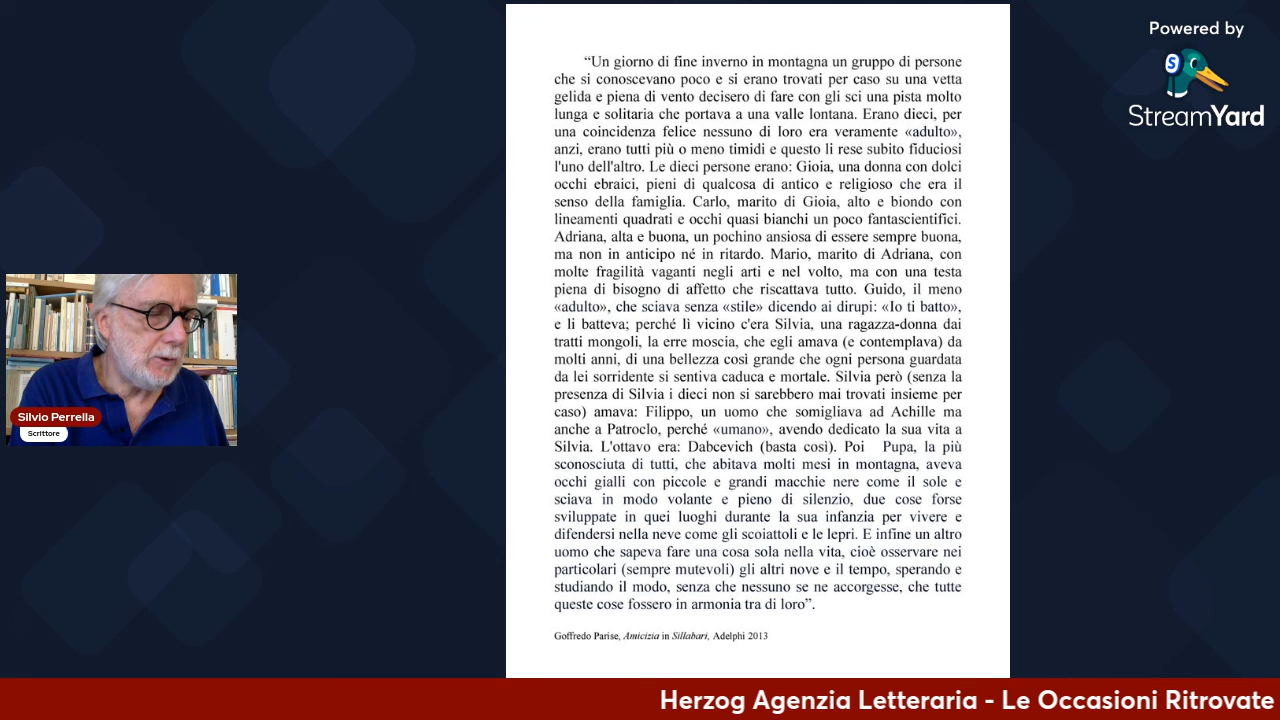 “Un giorno di fine inverno in montagna un gruppo di persone
che si conoscevano poco e si erano trovati per caso su una vetta
gelida e piena di vento decisero di fare con gli sci una pista molto
lunga e solitaria che portava a una valle lontana. Erano dieci, per
una coincidenza felice nessuno di loro era veramente «adulto»,
anzi, erano tutti più o meno timidi e questo li rese subito fiduciosi
l'uno dell'altro. Le dieci persone erano: Gioia, una donna con dolci
occhi ebraici, pieni di qualcosa di antico e religioso che era il
senso della famiglia. Carlo, marito di Gioia, alto e biondo con
lineamenti quadrati e occhi quasi bianchi un poco fantascientifici.
Adriana, alta e buona, un pochino ansiosa di essere sempre buona,
ma non in anticipo né in ritardo. Mario, marito di Adriana, con
molte fragilità vaganti negli arti e nel volto, ma con una testa
piena di bisogno di affetto che riscattava tutto. Guido, il meno
«adulto», che sciava senza «stile» dicendo ai dirupi: «Io ti batto»,
e li batteva; perché lì vicino c'era Silvia, una ragazza-donna dai
tratti mongoli, la erre moscia, che egli amava (e contemplava) da
molti anni, di una bellezza così grande che ogni persona guardata
da lei sorridente si sentiva caduca e mortale. Silvia però (senza la
presenza di Silvia i dieci non si sarebbero mai trovati insieme per
caso) amava: Filippo, un uomo che somigliava ad Achille ma
anche a Patroclo, perché «umano», avendo dedicato la sua vita a
Silvia. L'ottavo era: Dabcevich (basta così). Poi Pupa, la più
sconosciuta di tutti, che abitava molti mesi in montagna, aveva
occhi gialli con piccole e grandi macchie nere come il sole e
sciava in modo volante e pieno di silenzio, due cose forse
sviluppate in quei luoghi durante la sua infanzia per vivere e
difendersi nella neve come gli scoiattoli e le lepri. E infine un altro
uomo che sapeva fare una cosa sola nella vita, cioè osservare nei
particolari (sempre mutevoli) gli altri nove e il tempo, sperando e
studiando il modo, senza che nessuno se ne accorgesse, che tutte
queste cose fossero in armonia tra di loro”.
Goffredo Parise, Amicizia in Sillabari, Adelphi 2013
Powered by
S
StreamYard
Silvio Perrella
Scrittore
Herzog Agenzia Letteraria - Le Occasioni Ritrovate